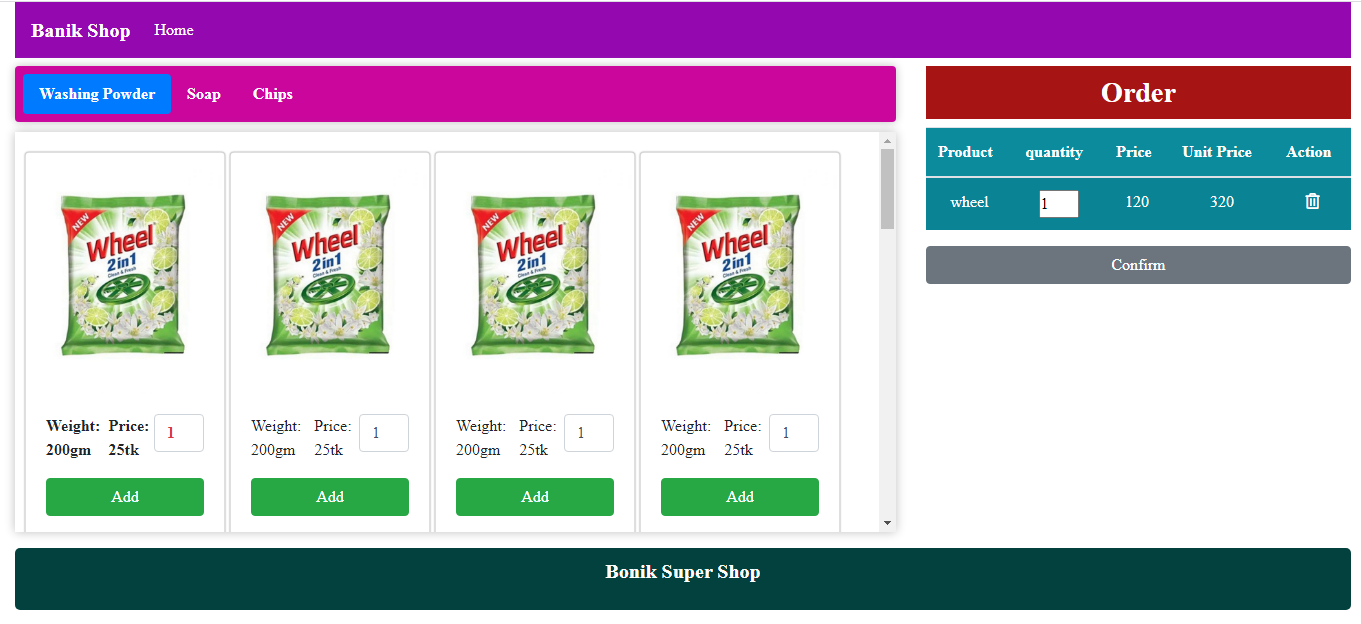 Banik Shop Home
Washing Powder Soap Chips
Order
Product quantity Price Unit Price Action
wheel 1 120 320
Confirm
NEW
Wheel
2in1
Clean & Fresh
NEW
Wheel
2in1
Clean & Fresh
NEW
Wheel
2in1
Clean & Fresh
NEW
Wheel
2in1
Clean & Fresh
Weight: Price: 1
200gm 25tk
Add
Weight: Price: 1
200gm 25tk
Add
Weight: Price: 1
200gm 25tk
Add
Weight: Price: 1
200gm 25tk
Add
Bonik Super Shop